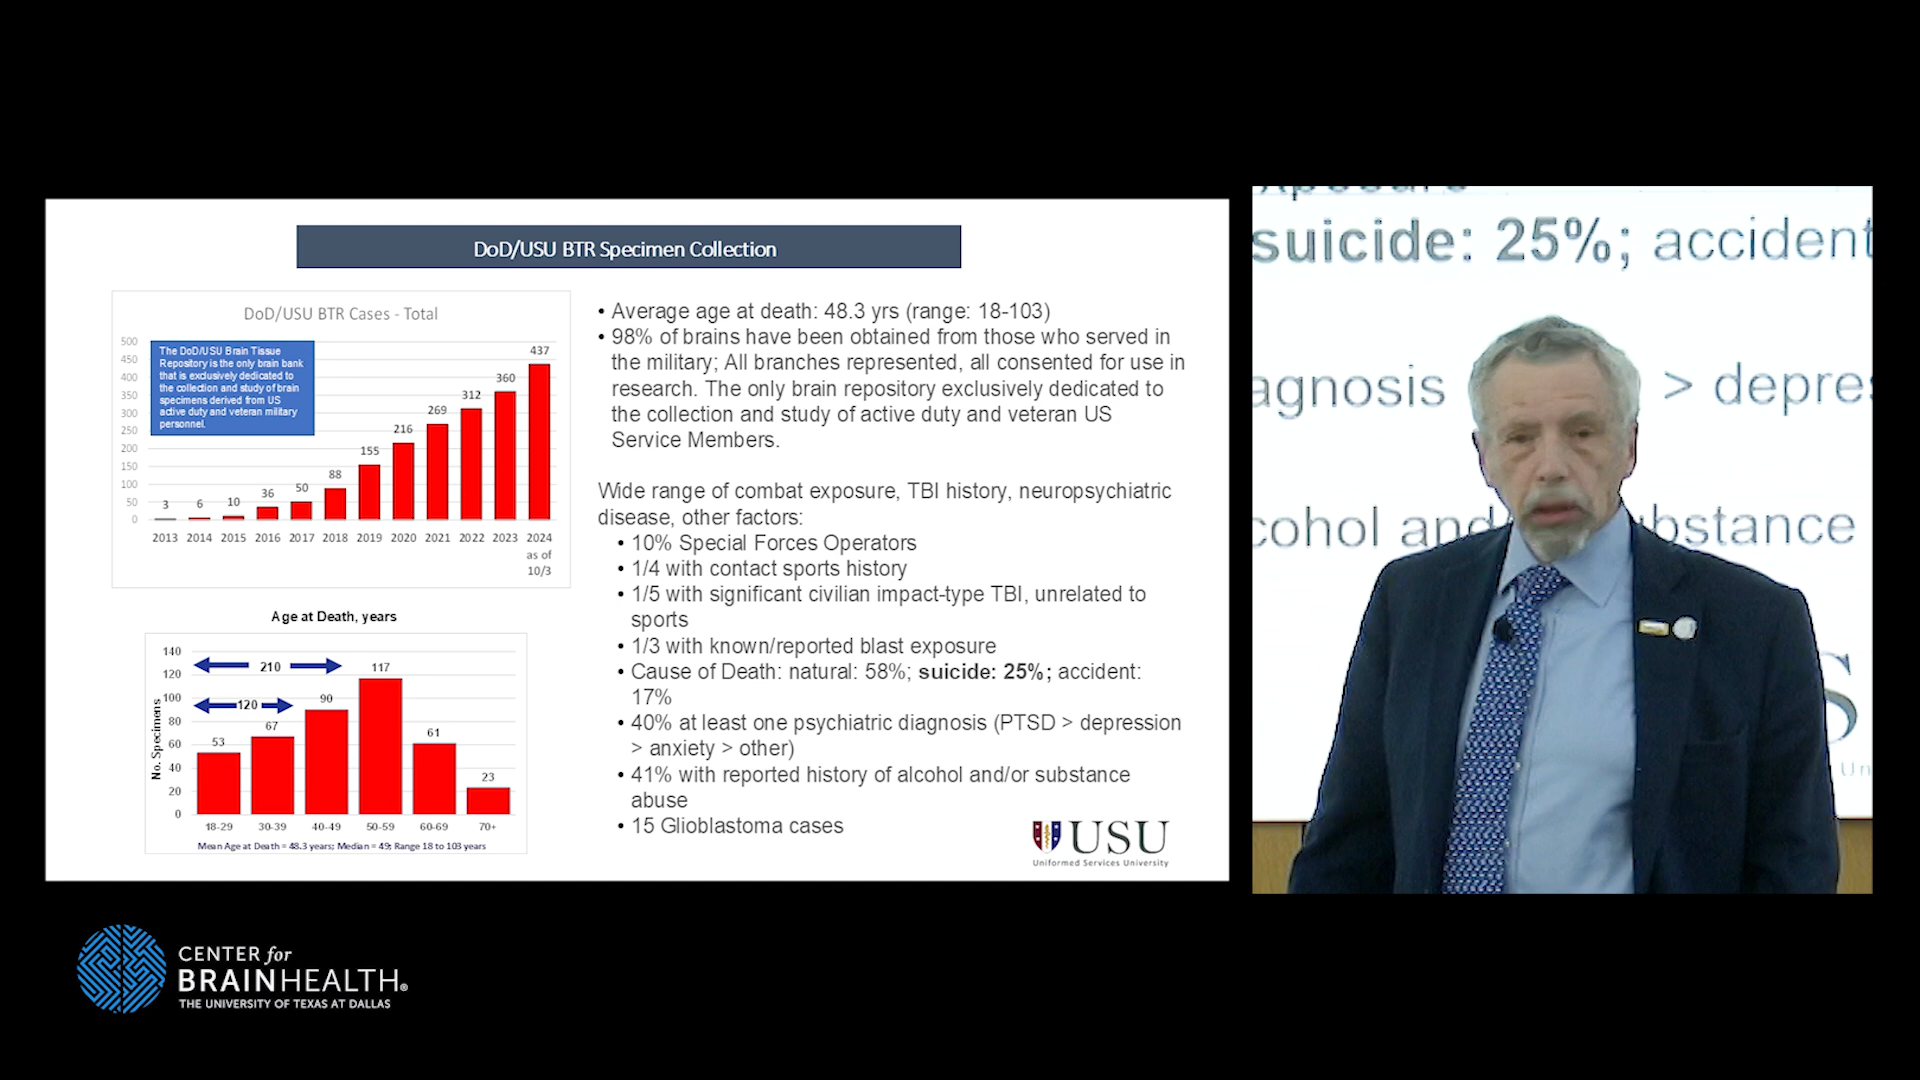 DoD/USU BTR Specimen Collection
DoD/USU BTR Cases - Total
500
450
400
350
300
250
200
150
100
50
0
The DoD/USU Brain Tissue
Repository is the only brain bank
that is exclusively dedicated to
the collection and study of brain
specimens derived from US
active duty and veteran military
personnel.
3
6
10
36
50
88
155
216
269
312
360
437
2013 2014 2015 2016 2017 2018 2019 2020 2021 2022 2023 2024
as of
10/3
Age at Death, years
No. Specimens
140
120
100
80
60
40
20
0
210
120
53
67
90
117
61
23
18-29 30-39 40-49 50-59 60-69 70+
Mean Age at Death = 48.3 years; Median = 49; Range 18 to 103 years
• Average age at death: 48.3 yrs (range: 18-103)
• 98% of brains have been obtained from those who served in
the military; All branches represented, all consented for use in
research. The only brain repository exclusively dedicated to
the collection and study of active duty and veteran US
Service Members.
Wide range of combat exposure, TBI history, neuropsychiatric
disease, other factors:
• 10% Special Forces Operators
• 1/4 with contact sports history
• 1/5 with significant civilian impact-type TBI, unrelated to
sports
• 1/3 with known/reported blast exposure
• Cause of Death: natural: 58%; suicide: 25%; accident:
17%
• 40% at least one psychiatric diagnosis (PTSD > depression
> anxiety > other)
• 41% with reported history of alcohol and/or substance
abuse
• 15 Glioblastoma cases
USU
Uniformed Services University
suicide: 25%; accident
agnosis > depres
cohol and ubstance
S
Un
CENTER for
BRAINHEALTH®
THE UNIVERSITY OF TEXAS AT DALLAS